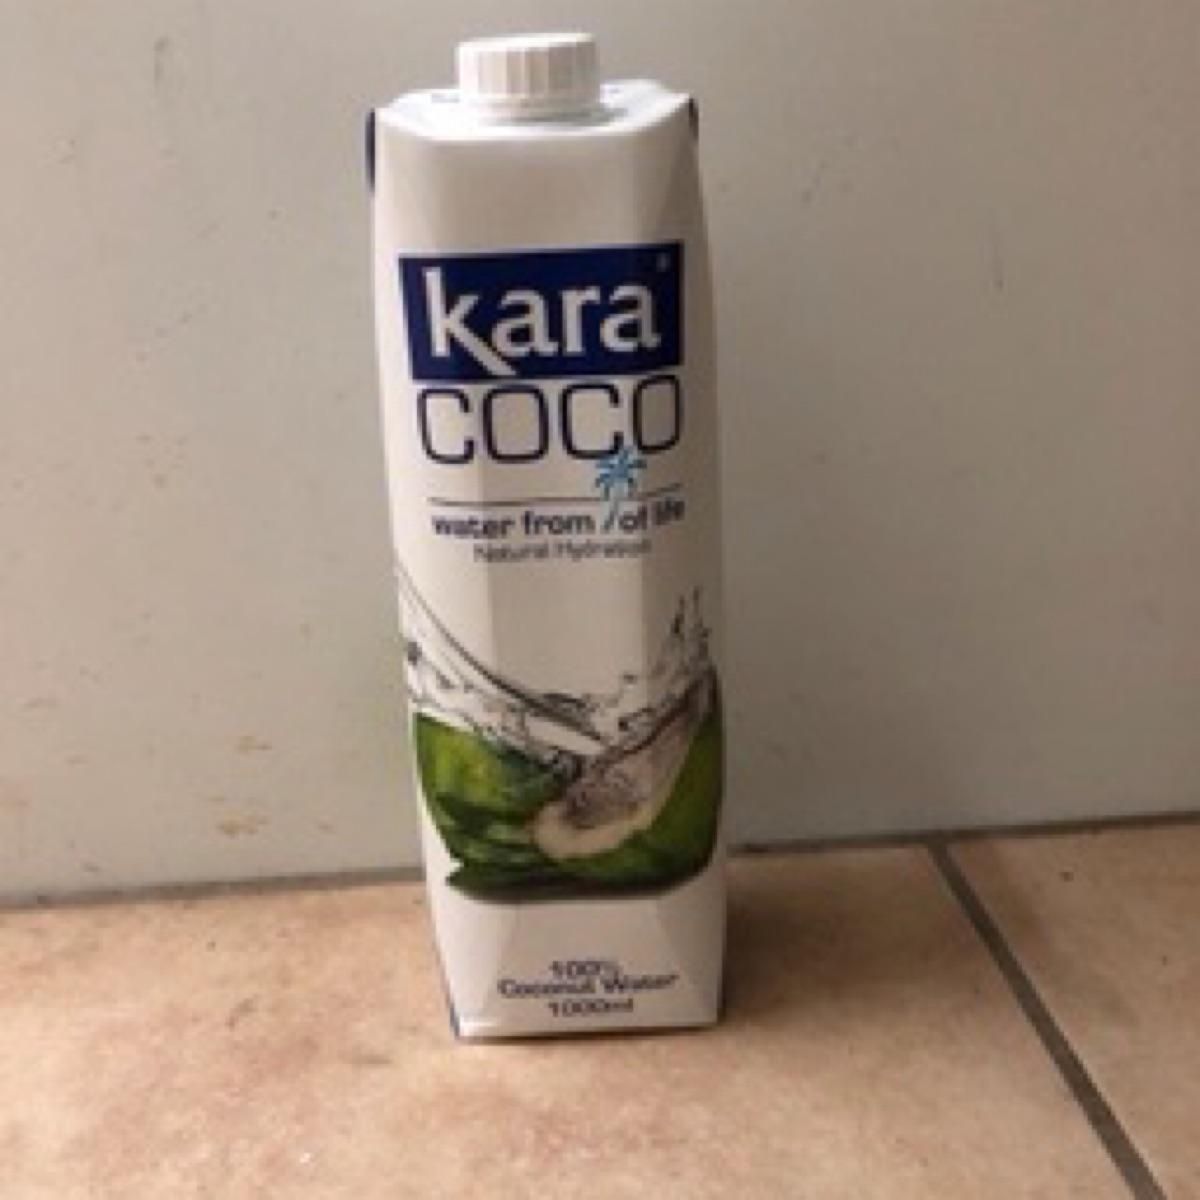 kara
COCO
water from of life
Natural Hydration
100%
Coconut Water
1000ml